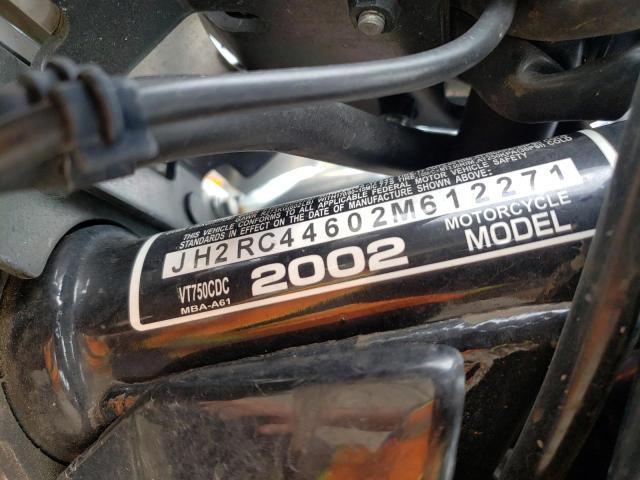 THIS VEHICLE CONFORMS TO ALL APPLICABLE FEDERAL MOTOR VEHICLE SAFETY
STANDARDS IN EFFECT ON THE DATE OF MANUFACTURE SHOWN ABOVE:
JH2RC44602M612271
VT750CDC
MBA-A61
2002
MOTORCYCLE
MODEL